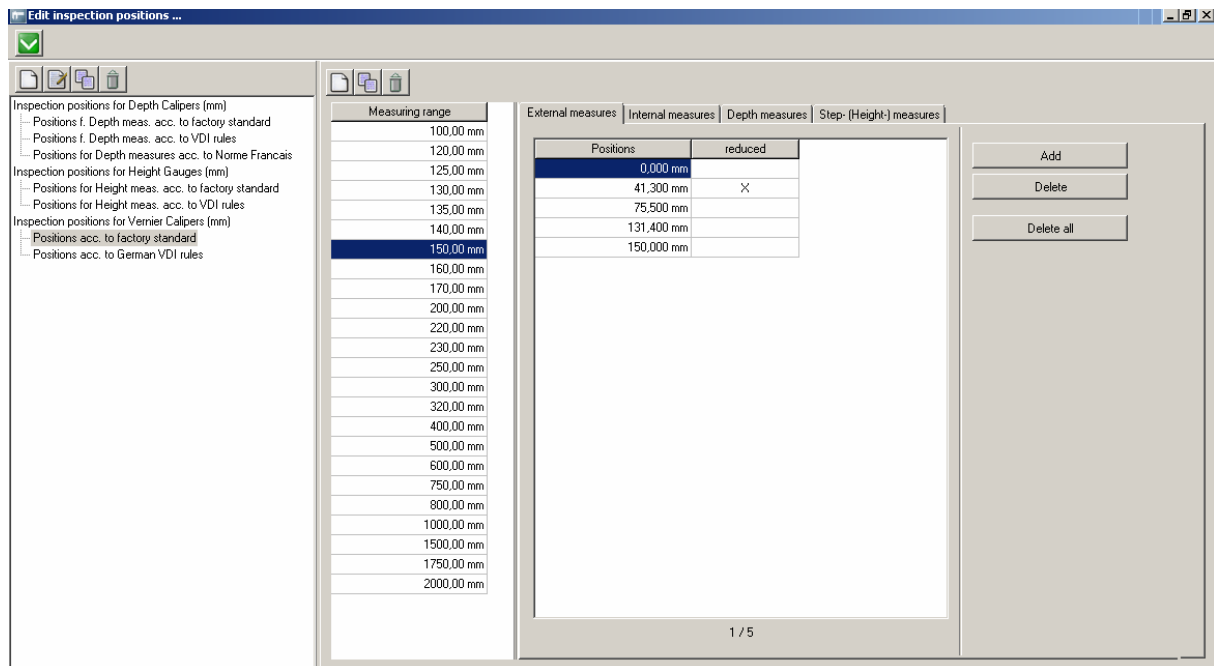 Edit inspection positions ...
Inspection positions for Depth Calipers (mm)
Positions f. Depth meas. acc. to factory standard
Positions f. Depth meas. acc. to VDI rules
Positions for Depth measures acc. to Norme Francais
Inspection positions for Height Gauges (mm)
Positions for Height meas. acc. to factory standard
Positions for Height meas. acc. to VDI rules
Inspection positions for Vernier Calipers (mm)
Positions acc. to factory standard
Positions acc. to German VDI rules
Measuring range
100,00 mm
120,00 mm
125,00 mm
130,00 mm
135,00 mm
140,00 mm
150,00 mm
160,00 mm
170,00 mm
200,00 mm
220,00 mm
230,00 mm
250,00 mm
300,00 mm
320,00 mm
400,00 mm
500,00 mm
600,00 mm
750,00 mm
800,00 mm
1000,00 mm
1500,00 mm
1750,00 mm
2000,00 mm
External measures Internal measures Depth measures Step- (Height-) measures
Positions reduced
0,000 mm
41,300 mm X
75,500 mm
131,400 mm
150,000 mm
1 / 5
Add
Delete
Delete all